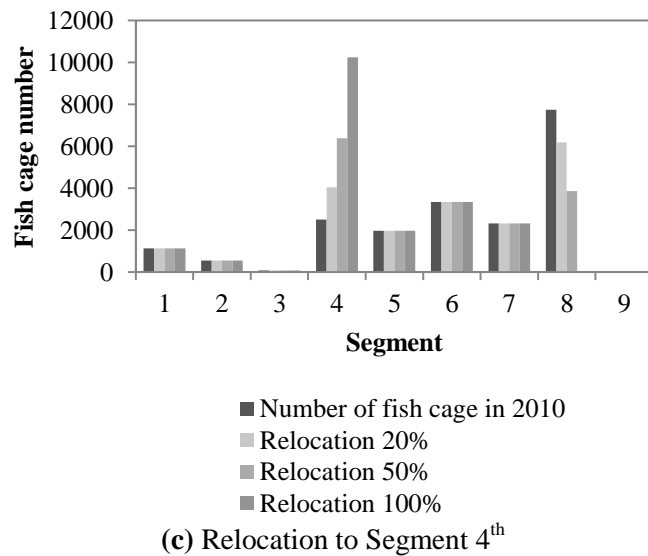 12000
10000
8000
6000
4000
2000
0
Fish cage number
1 2 3 4 5 6 7 8 9
Segment
Number of fish cage in 2010
Relocation 20%
Relocation 50%
Relocation 100%
(c) Relocation to Segment 4th